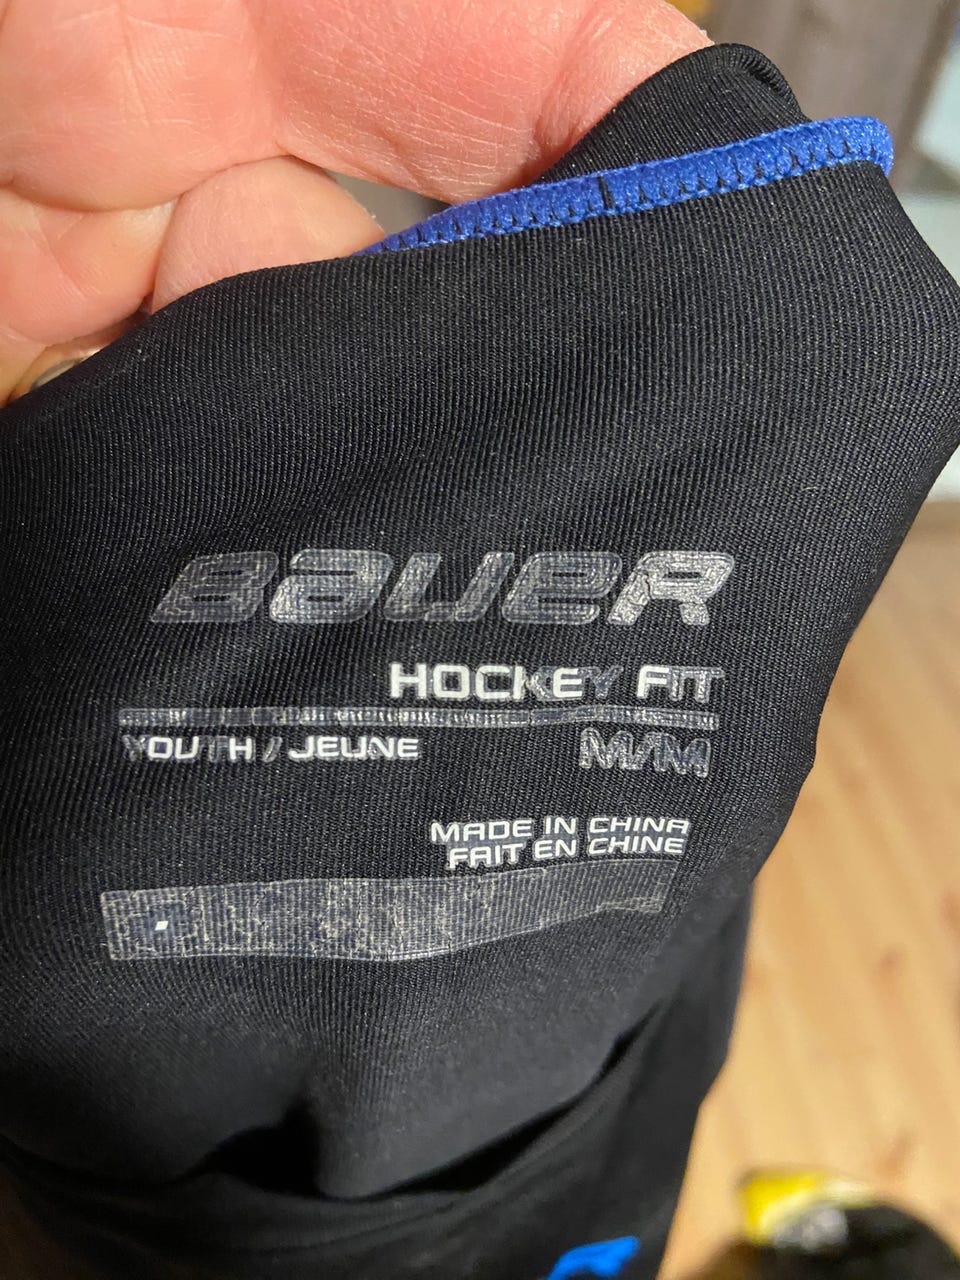 BAUER
HOCKEY FIT
YOUTH / JEUNE M/M
MADE IN CHINA
FAIT EN CHINE